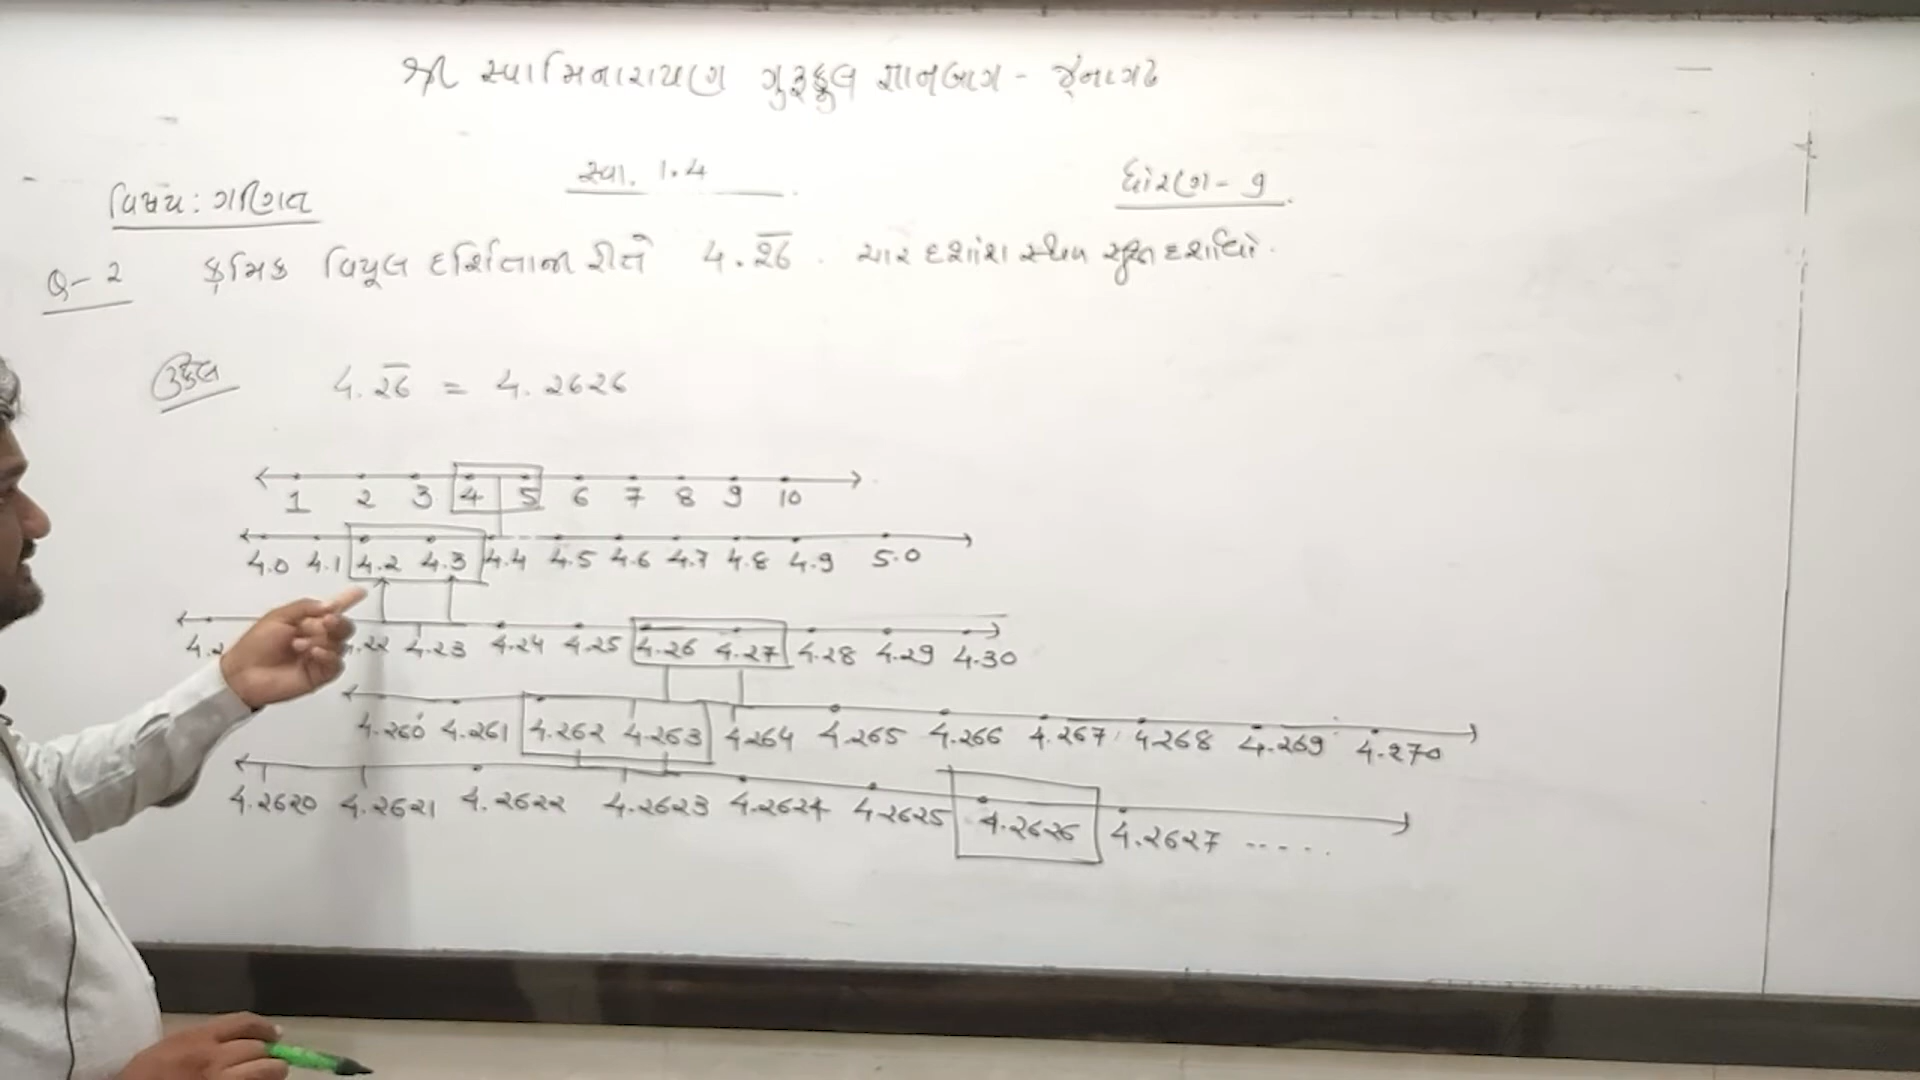 શ્રી સ્વામિનારાયણ ગુરુકુલ જ્ઞાનબાગ - જૂનાગઢ
સ્વા. 1.4
ધોરણ - 9
વિષય : ગણિત
Q-2 ક્રમિક વિપૂલ દર્શિતાની રીતે 4.2̅6̅ . ચાર દશાંશ સ્થળ સુધી દર્શાવો.
ઉકેલ 4.2̅6̅ = 4.2626
1 2 3 4 5 6 7 8 9 10
4.0 4.1 4.2 4.3 4.4 4.5 4.6 4.7 4.8 4.9 5.0
4.23 4.24 4.25 4.26 4.27 4.28 4.29 4.30
4.260 4.261 4.262 4.263 4.264 4.265 4.266 4.267 4.268 4.269 4.270
4.2620 4.2621 4.2622 4.2623 4.2624 4.2625 4.2626 4.2627 .....